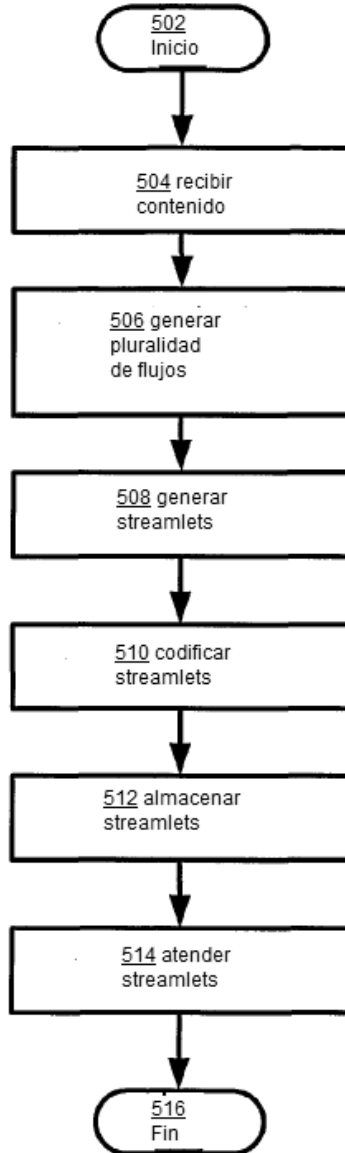 502
Inicio
504 recibir
contenido
506 generar
pluralidad
de flujos
508 generar
streamlets
510 codificar
streamlets
512 almacenar
streamlets
514 atender
streamlets
516
Fin